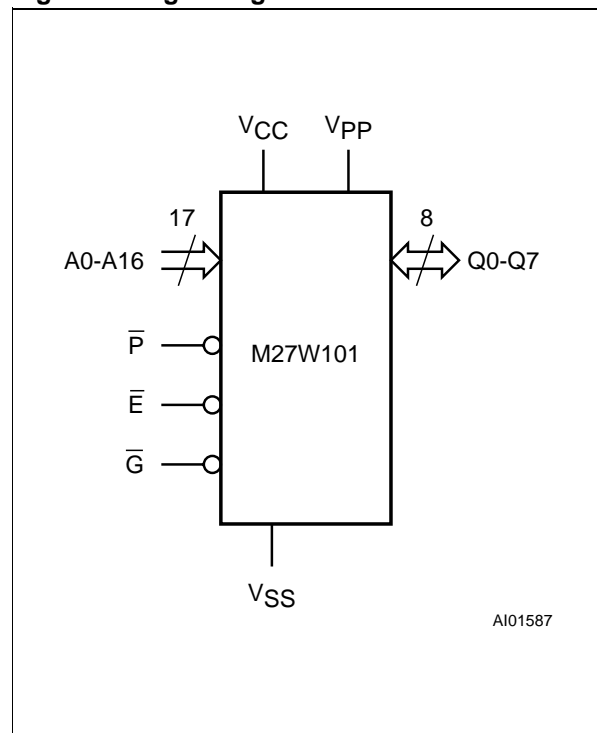 VCC VPP
17 8
A0-A16 Q0-Q7
P̅
M27W101
E̅
G̅
VSS
AI01587